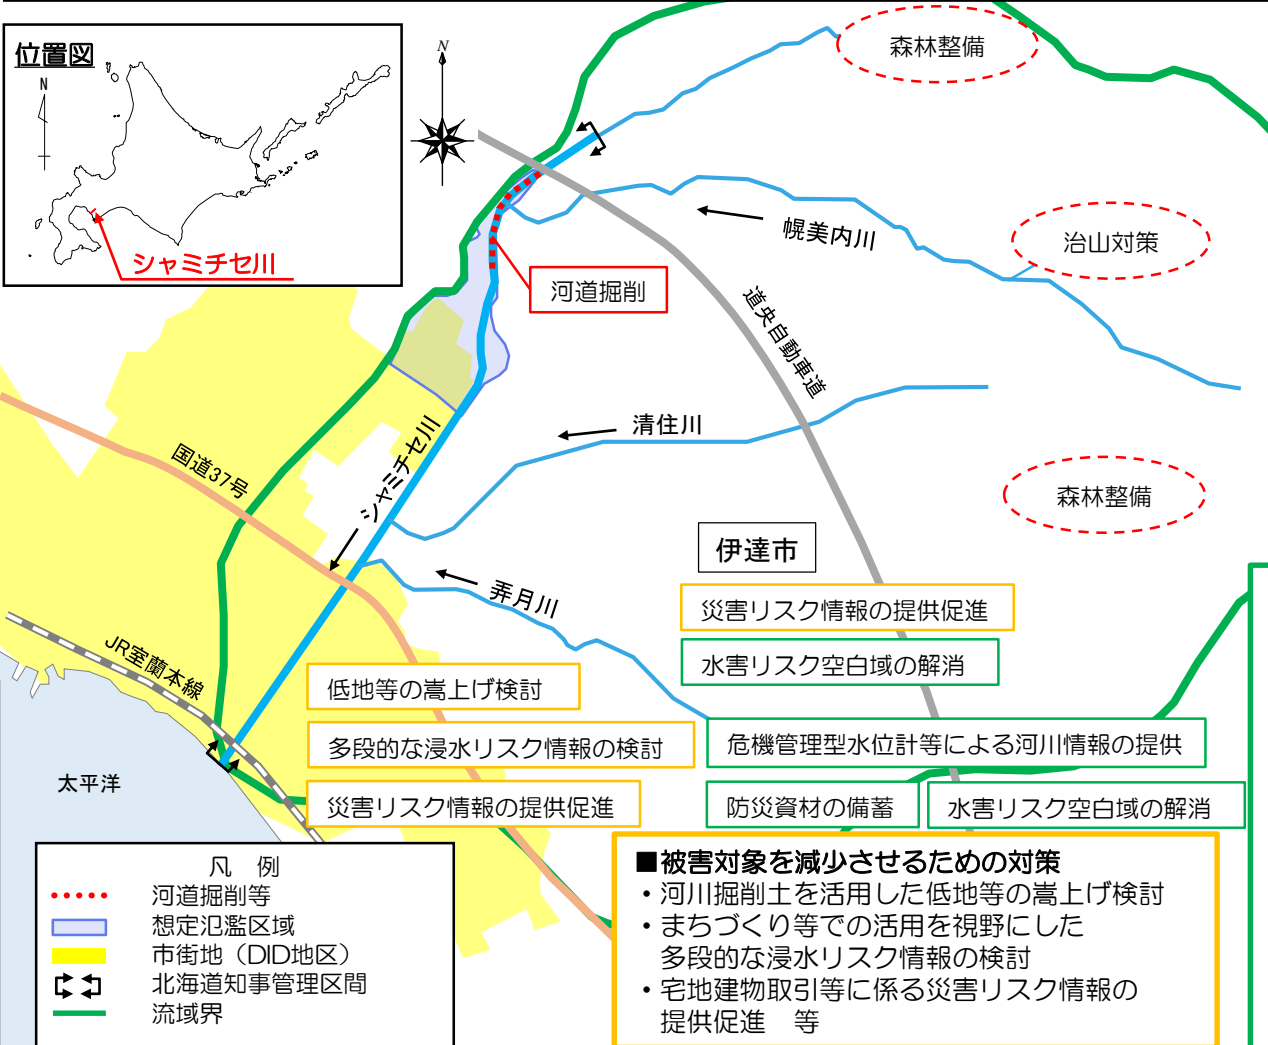 位置図
N
シャミチセ川
N
森林整備
幌美内川
治山対策
河道掘削
道央自動車道
清住川
シャミチセ川
国道37号
森林整備
伊達市
弄月川
災害リスク情報の提供促進
水害リスク空白域の解消
JR室蘭本線
低地等の嵩上げ検討
多段的な浸水リスク情報の検討
危機管理型水位計等による河川情報の提供
太平洋
災害リスク情報の提供促進
防災資材の備蓄
水害リスク空白域の解消
凡 例
河道掘削等
想定氾濫区域
市街地（DID地区）
北海道知事管理区間
流域界
■被害対象を減少させるための対策
・河川掘削土を活用した低地等の嵩上げ検討
・まちづくり等での活用を視野にした
多段的な浸水リスク情報の検討
・宅地建物取引等に係る災害リスク情報の
提供促進 等